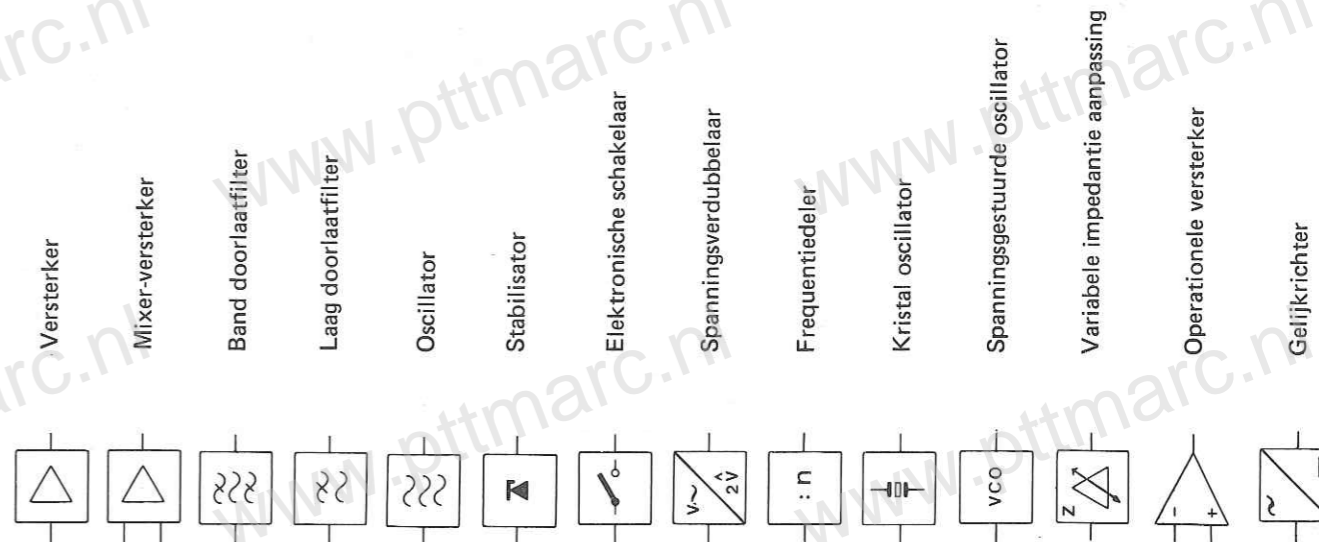 Versterker
Mixer-versterker
Band doorlaatfilter
Laag doorlaatfilter
Oscillator
Stabilisator
Elektronische schakelaar
V~ 2 V̂
Spanningsverdubbelaar
: n
Frequentiedeler
Kristal oscillator
VCO
Spanningsgestuurde oscillator
Z
Variabele impedantie aanpassing
- +
Operationele versterker
~
Gelijkrichter
www.pttmarc.nl